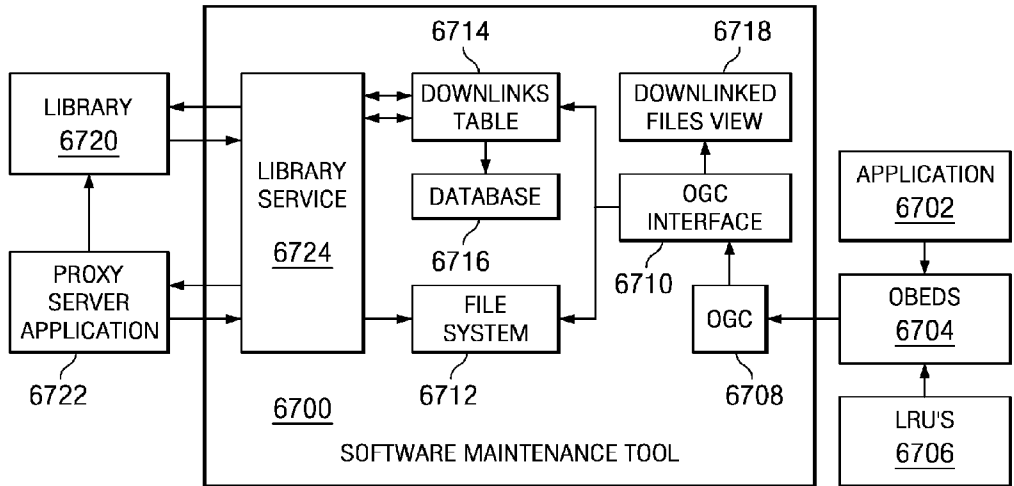 6714
6718
LIBRARY
6720
DOWNLINKS
TABLE
DOWNLINKED
FILES VIEW
LIBRARY
SERVICE
6724
DATABASE
6716
OGC
INTERFACE
6710
APPLICATION
6702
PROXY
SERVER
APPLICATION
6722
FILE
SYSTEM
6712
OGC
6708
OBEDS
6704
6700
SOFTWARE MAINTENANCE TOOL
LRU'S
6706